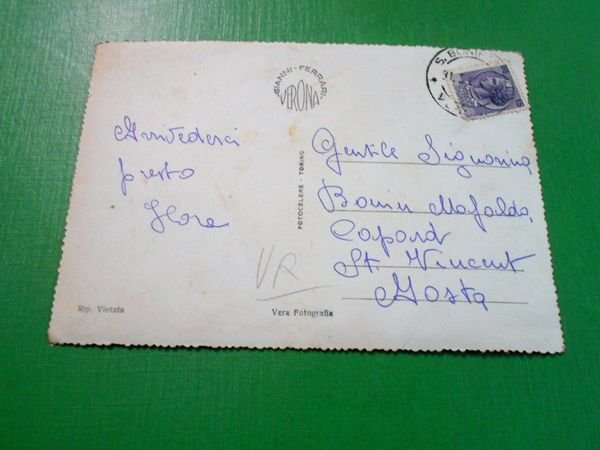 GIANNI - FERRARI
VERONA
S. BONI
Arrivederci
presto
Flora
FOTOCELERE - TORINO
Gentile Signorina
Bonin Mafalda
St. Vincent
Aosta
VR
Rip. Vietata
Vera Fotografia